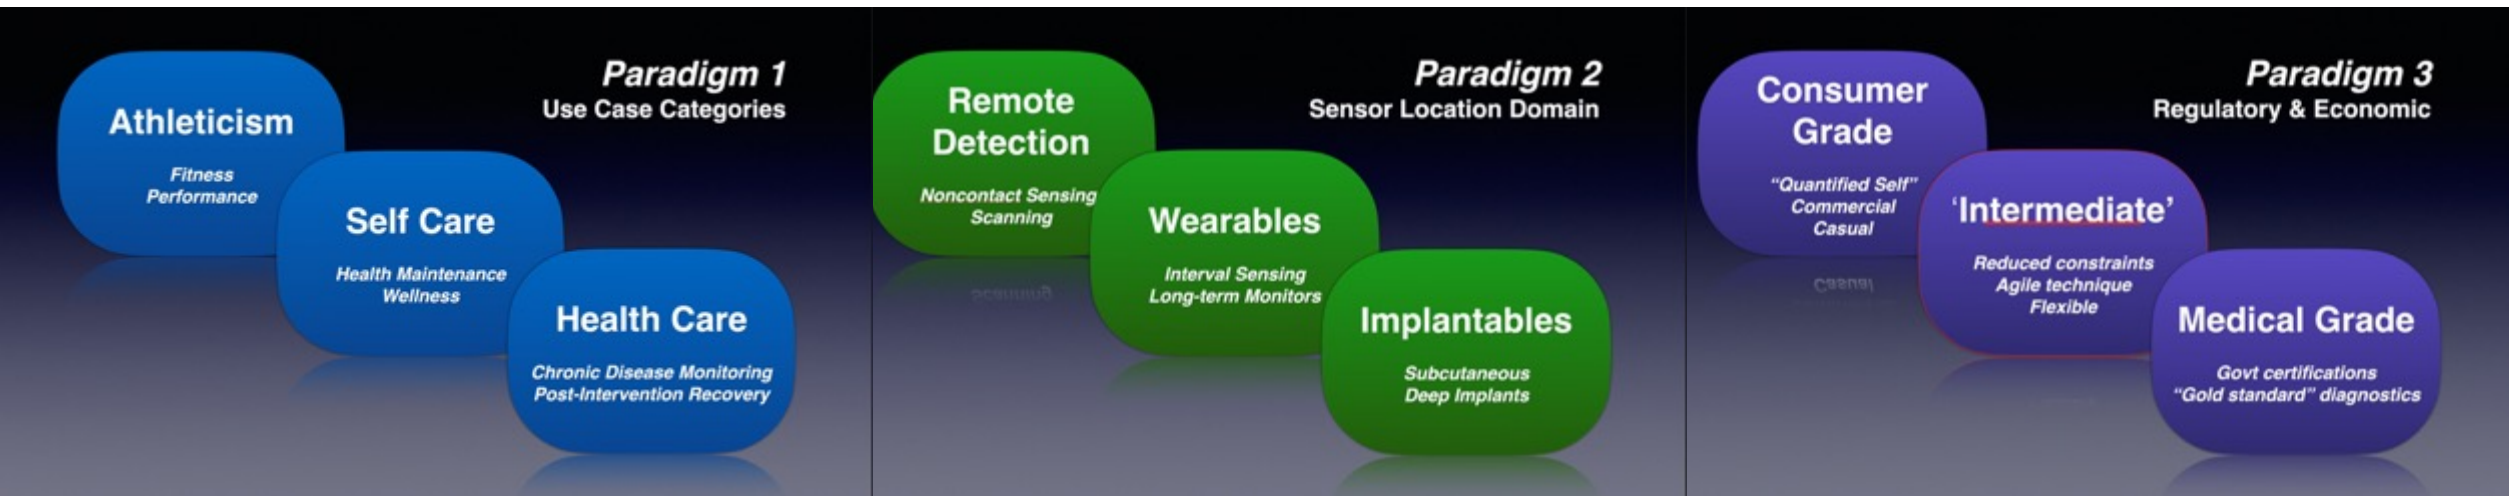 Paradigm 1
Use Case Categories
Athleticism
Fitness
Performance
Self Care
Health Maintenance
Wellness
Health Care
Chronic Disease Monitoring
Post-Intervention Recovery
Paradigm 2
Sensor Location Domain
Remote
Detection
Noncontact Sensing
Scanning
Wearables
Interval Sensing
Long-term Monitors
Implantables
Subcutaneous
Deep Implants
Paradigm 3
Regulatory & Economic
Consumer
Grade
“Quantified Self”
Commercial
Casual
‘Intermediate’
Reduced constraints
Agile technique
Flexible
Medical Grade
Govt certifications
“Gold standard” diagnostics